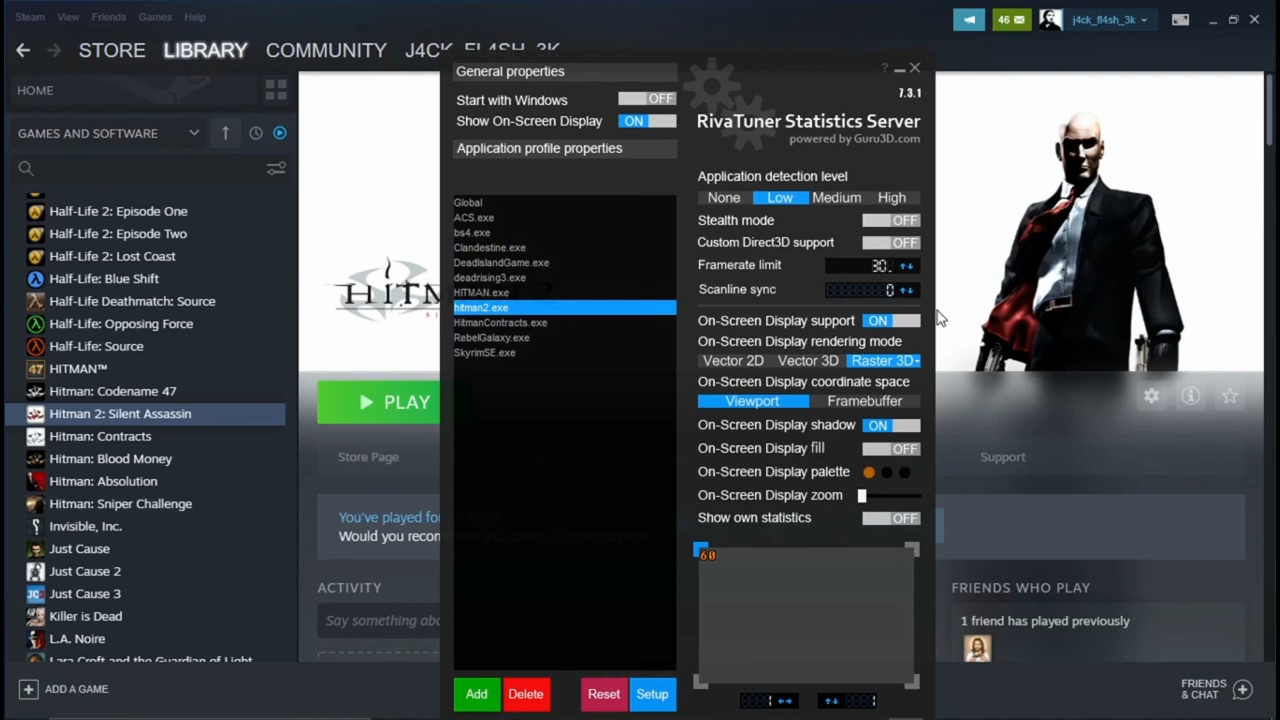 Steam View Friends Games Help
46 j4ck_fl4sh_3k
STORE LIBRARY COMMUNITY J4CK_FL4SH_3K
HOME
GAMES AND SOFTWARE
Half-Life 2: Episode One
Half-Life 2: Episode Two
Half-Life 2: Lost Coast
Half-Life: Blue Shift
Half-Life Deathmatch: Source
Half-Life: Opposing Force
Half-Life: Source
HITMAN™
Hitman: Codename 47
Hitman 2: Silent Assassin
Hitman: Contracts
Hitman: Blood Money
Hitman: Absolution
Hitman: Sniper Challenge
Invisible, Inc.
Just Cause
Just Cause 2
Just Cause 3
Killer is Dead
L.A. Noire
Lara Croft and the Guardian of Light
ADD A GAME
PLAY
Store Page
Support
You've played for
Would you recom
ACTIVITY
Say something abo
FRIENDS WHO PLAY
1 friend has played previously
FRIENDS
& CHAT
General properties
Start with Windows OFF
Show On-Screen Display ON
Application profile properties
Global
ACS.exe
bs4.exe
Clandestine.exe
DeadIslandGame.exe
deadrising3.exe
HITMAN.exe
hitman2.exe
HitmanContracts.exe
RebelGalaxy.exe
SkyrimSE.exe
Add Delete Reset Setup
?
7.3.1
RivaTuner Statistics Server
powered by Guru3D.com
Application detection level
None Low Medium High
Stealth mode OFF
Custom Direct3D support OFF
Framerate limit 30.
Scanline sync 0
On-Screen Display support ON
On-Screen Display rendering mode
Vector 2D Vector 3D Raster 3D
On-Screen Display coordinate space
Viewport Framebuffer
On-Screen Display shadow ON
On-Screen Display fill OFF
On-Screen Display palette
On-Screen Display zoom
Show own statistics OFF
60
1 1